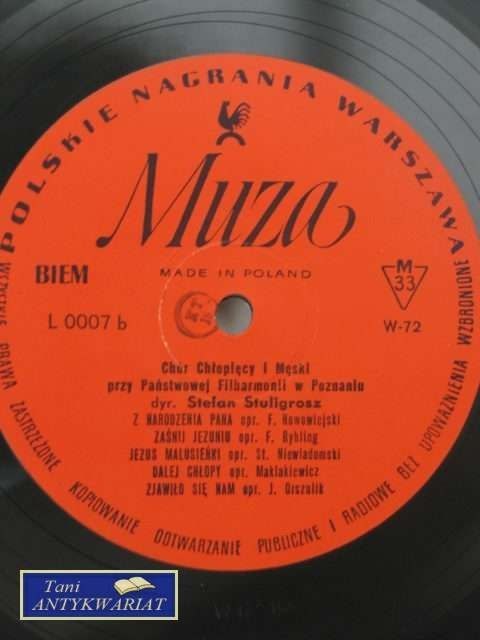 POLSKIE NAGRANIA WARSZAWA
Muza
MADE IN POLAND
BIEM
L 0007 b
M
33
W-72
Chór Chłopięcy i Męski
przy Państwowej Filharmonii w Poznaniu
dyr. Stefan Stuligrosz
Z NARODZENIA PANA opr. F. Nowowiejski
ZAŚNIJ JEZUNIU opr. F. Rybling
JEZUS MALUSIEŃKI opr. St. Niewiadomski
DALEJ CHŁOPY opr. Maklakiewicz
ZJAWIŁO SIĘ NAM opr. J. Orszulik
WSZYSTKIE PRAWA ZASTRZEŻONE KOPIOWANIE ODTWARZANIE PUBLICZNE I RADIOWE BEZ UPOWAŻNIENIA WZBRONIONE
Tani
ANTYKWARIAT